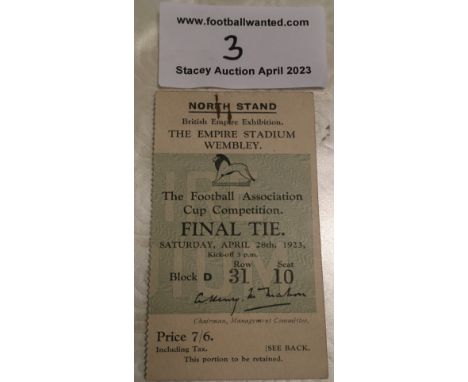 www.footballwanted.com
3
Stacey Auction April 2023
NORTH STAND
British Empire Exhibition.
THE EMPIRE STADIUM
WEMBLEY.
The Football Association
Cup Competition.
FINAL TIE.
SATURDAY, APRIL 28th, 1923,
Kick-off 3 p.m.
Row Seat
Block D 31 10
A Henry McMahon
Chairman, Management Committee.
Price 7/6.
Including Tax. [SEE BACK.
This portion to be retained.